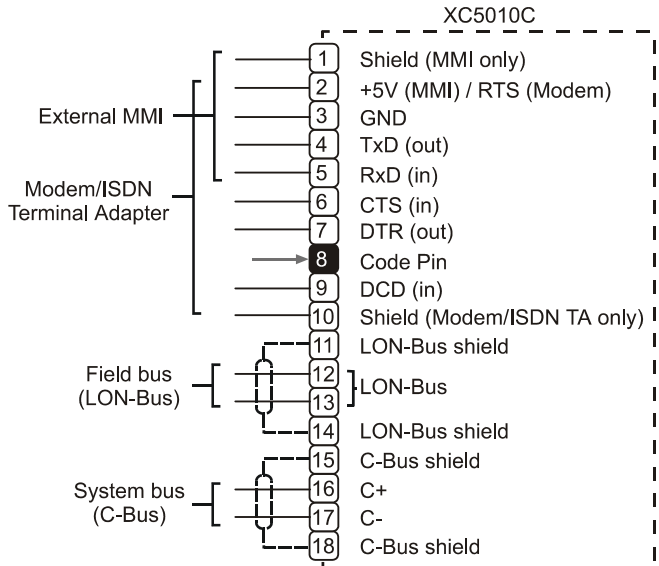 XC5010C
1 Shield (MMI only)
2 +5V (MMI) / RTS (Modem)
External MMI
3 GND
4 TxD (out)
5 RxD (in)
Modem/ISDN
Terminal Adapter
6 CTS (in)
7 DTR (out)
8 Code Pin
9 DCD (in)
10 Shield (Modem/ISDN TA only)
11 LON-Bus shield
Field bus
(LON-Bus)
12
LON-Bus
13
14 LON-Bus shield
15 C-Bus shield
System bus
(C-Bus)
16 C+
17 C-
18 C-Bus shield